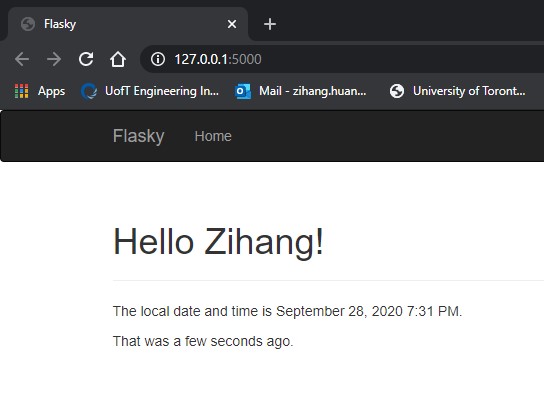 Flasky
127.0.0.1:5000
Apps UofT Engineering In... Mail - zihang.huan... University of Toront...
Flasky Home
Hello Zihang!
The local date and time is September 28, 2020 7:31 PM.
That was a few seconds ago.